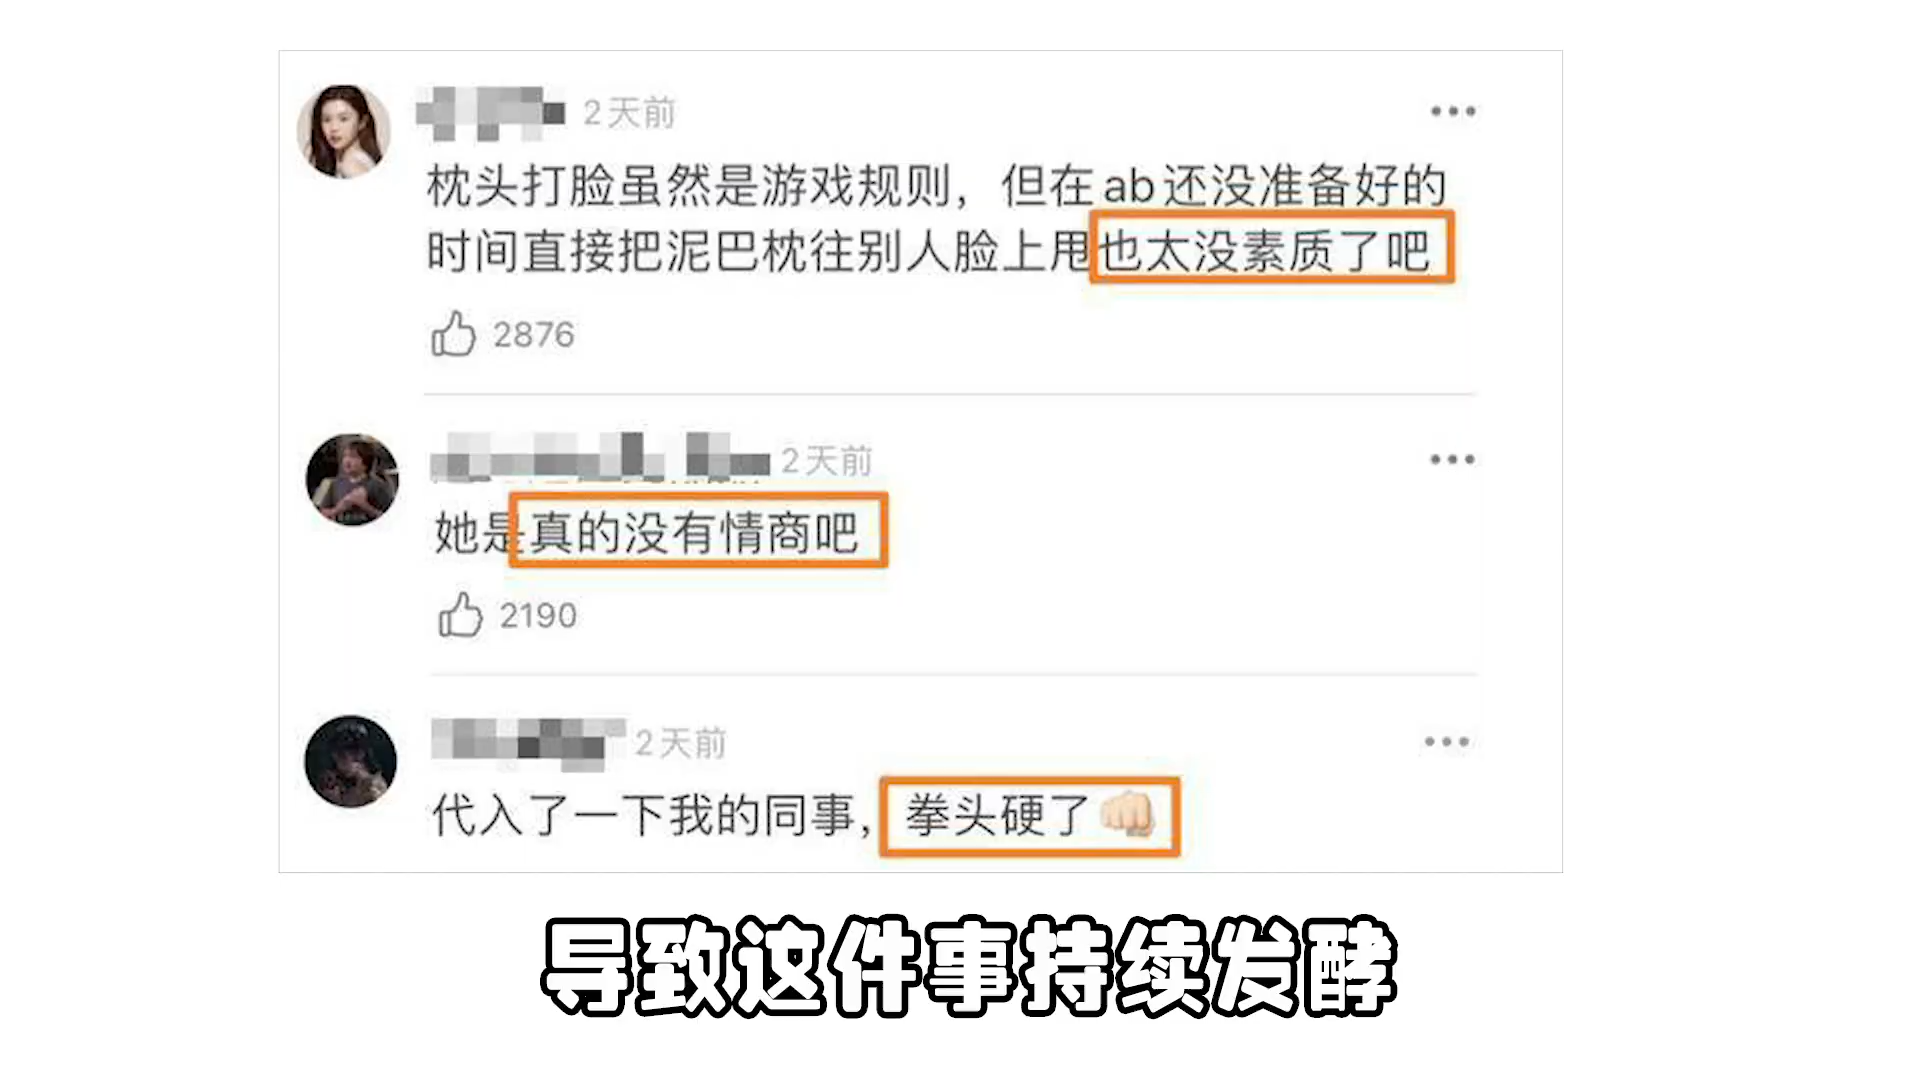 2天前
枕头打脸虽然是游戏规则，但在ab还没准备好的
时间直接把泥巴枕往别人脸上甩也太没素质了吧
2876
2天前
她是真的没有情商吧
2190
2天前
代入了一下我的同事，拳头硬了👊🏻
导致这件事持续发酵